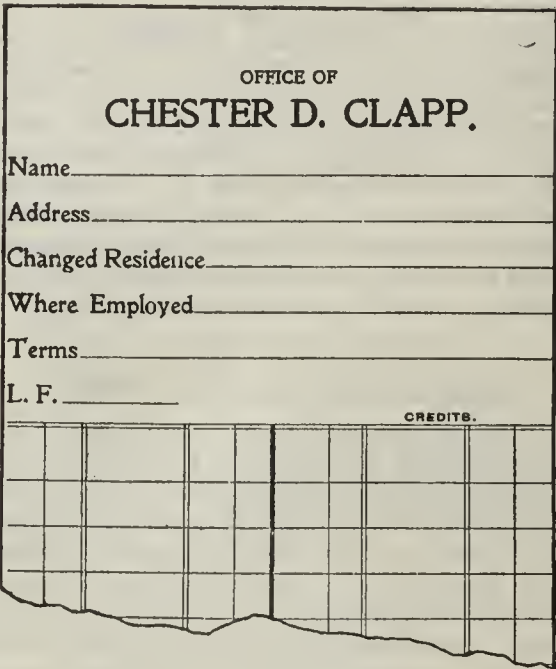 OFFICE OF
CHESTER D. CLAPP.
Name
Address
Changed Residence
Where Employed
Terms
L. F.
CREDITS.